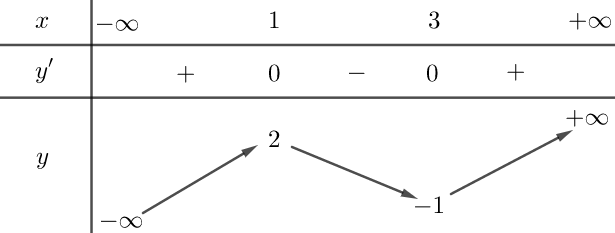 x −∞ 1 3 +∞
y′ + 0 − 0 +
+∞
2
y
−1
−∞